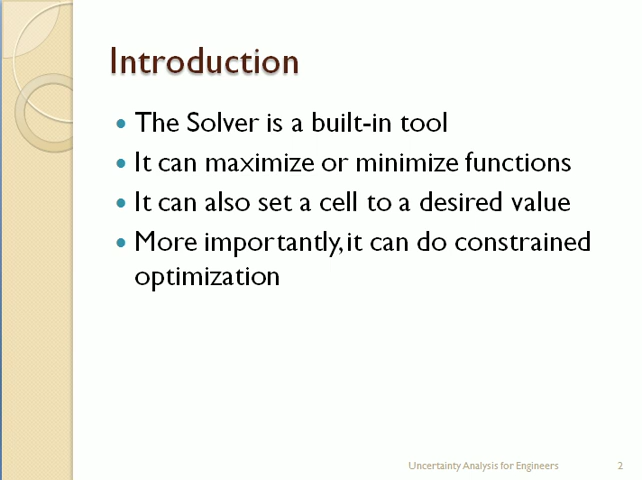 Introduction
• The Solver is a built-in tool
• It can maximize or minimize functions
• It can also set a cell to a desired value
• More importantly, it can do constrained
optimization
Uncertainty Analysis for Engineers 2